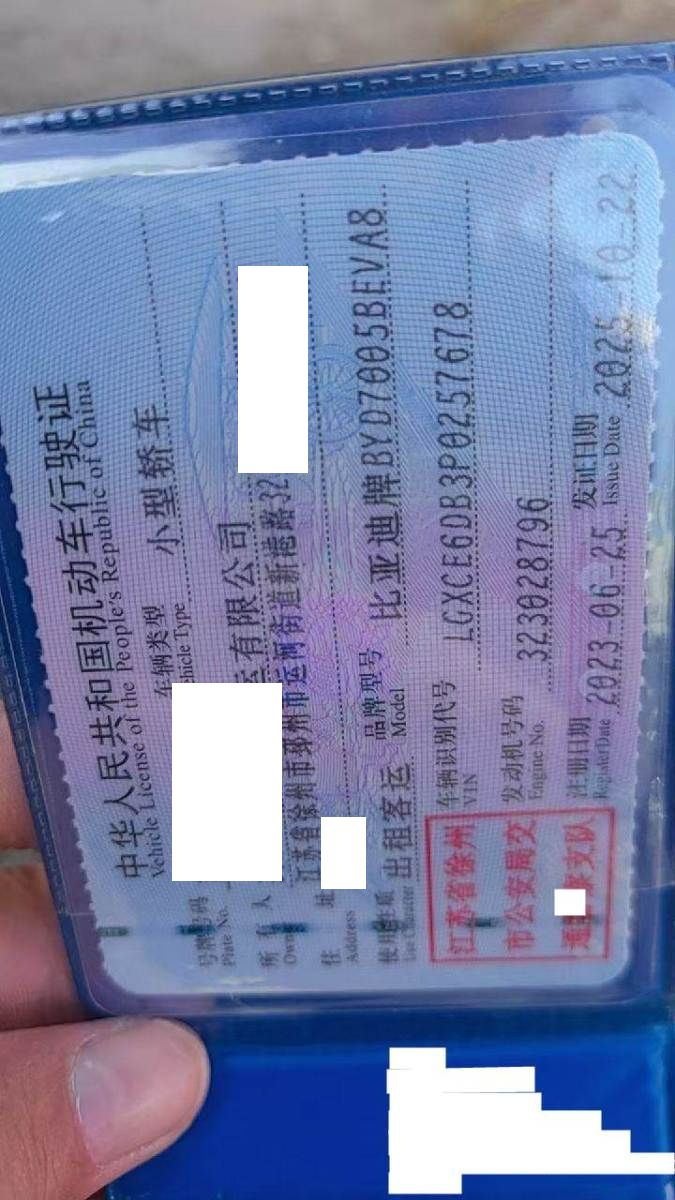 中华人民共和国机动车行驶证
Vehicle License of the People's Republic of China
号牌号码 车辆类型 小型轿车
Plate No. Vehicle Type
所有人 有限公司
Owner
住址 江苏省徐州市邳州市运河街道新港路32
Address
使用性质 出租客运 品牌型号 比亚迪牌BYD7005BEVA8
Use Character Model
江苏省徐州 车辆识别代号 LGXCE6DB3P0257678
VIN
市公安局交 发动机号码 323028796
Engine No.
支队 注册日期 2023-06-25 发证日期 2025-10-22
Register Date Issue Date